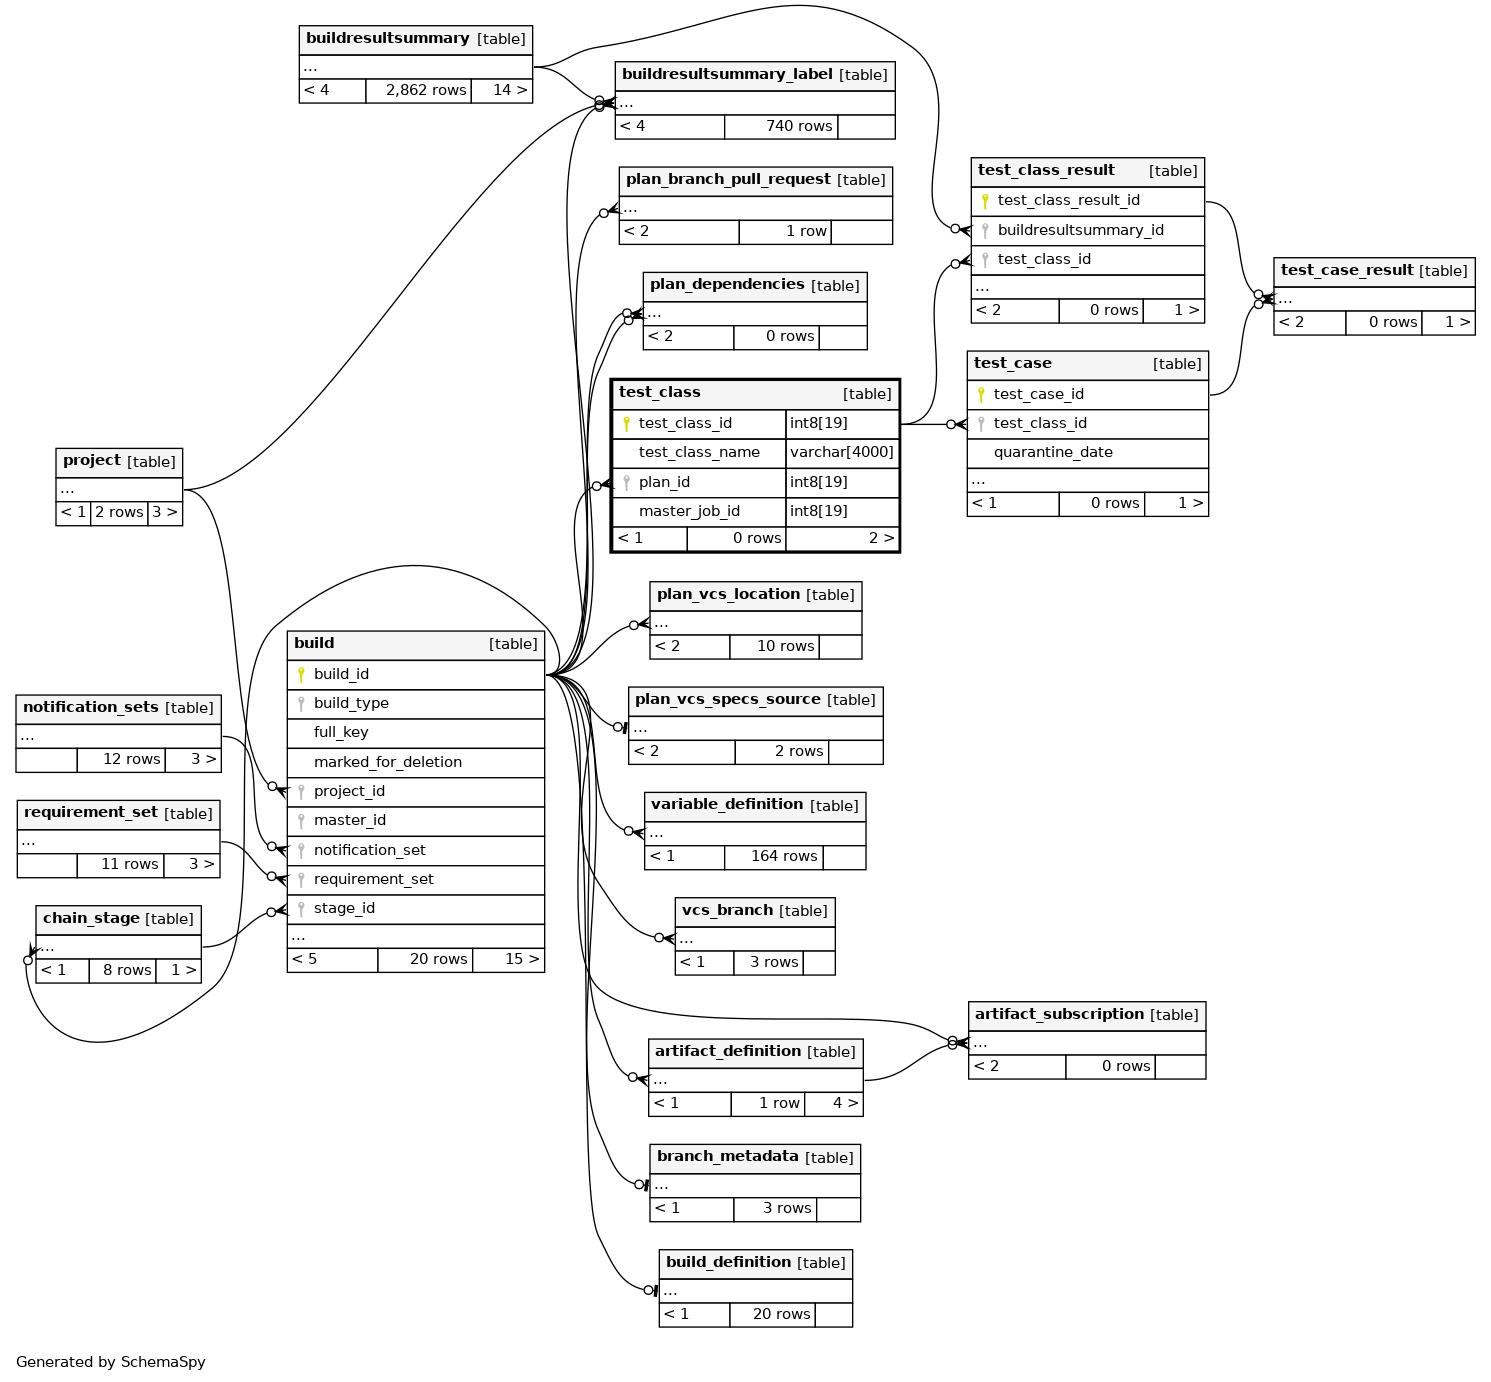 buildresultsummary [table]
...
< 4 2,862 rows 14 >
buildresultsummary_label [table]
...
< 4 740 rows
plan_branch_pull_request [table]
...
< 2 1 row
plan_dependencies [table]
...
< 2 0 rows
test_class [table]
test_class_id int8[19]
test_class_name varchar[4000]
plan_id int8[19]
master_job_id int8[19]
< 1 0 rows 2 >
test_class_result [table]
test_class_result_id
buildresultsummary_id
test_class_id
...
< 2 0 rows 1 >
test_case_result [table]
...
< 2 0 rows 1 >
test_case [table]
test_case_id
test_class_id
quarantine_date
...
< 1 0 rows 1 >
project [table]
...
< 1 2 rows 3 >
build [table]
build_id
build_type
full_key
marked_for_deletion
project_id
master_id
notification_set
requirement_set
stage_id
...
< 5 20 rows 15 >
notification_sets [table]
...
12 rows 3 >
requirement_set [table]
...
11 rows 3 >
chain_stage [table]
...
< 1 8 rows 1 >
plan_vcs_location [table]
...
< 2 10 rows
plan_vcs_specs_source [table]
...
< 2 2 rows
variable_definition [table]
...
< 1 164 rows
vcs_branch [table]
...
< 1 3 rows
artifact_subscription [table]
...
< 2 0 rows
artifact_definition [table]
...
< 1 1 row 4 >
branch_metadata [table]
...
< 1 3 rows
build_definition [table]
...
< 1 20 rows
Generated by SchemaSpy